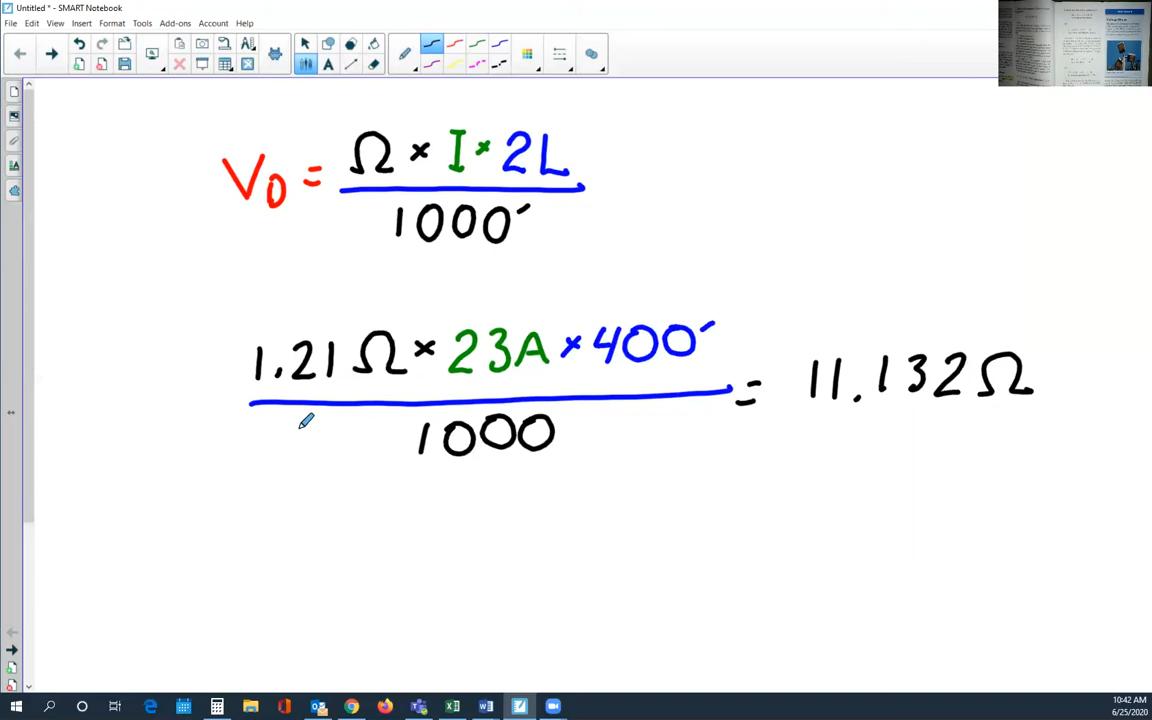 Untitled * - SMART Notebook
File Edit View Insert Format Tools Add-ons Account Help
VD = Ω × I × 2L
1000′
1.21 Ω × 23A × 400′
1000
= 11.132 Ω
10:42 AM
6/25/2020